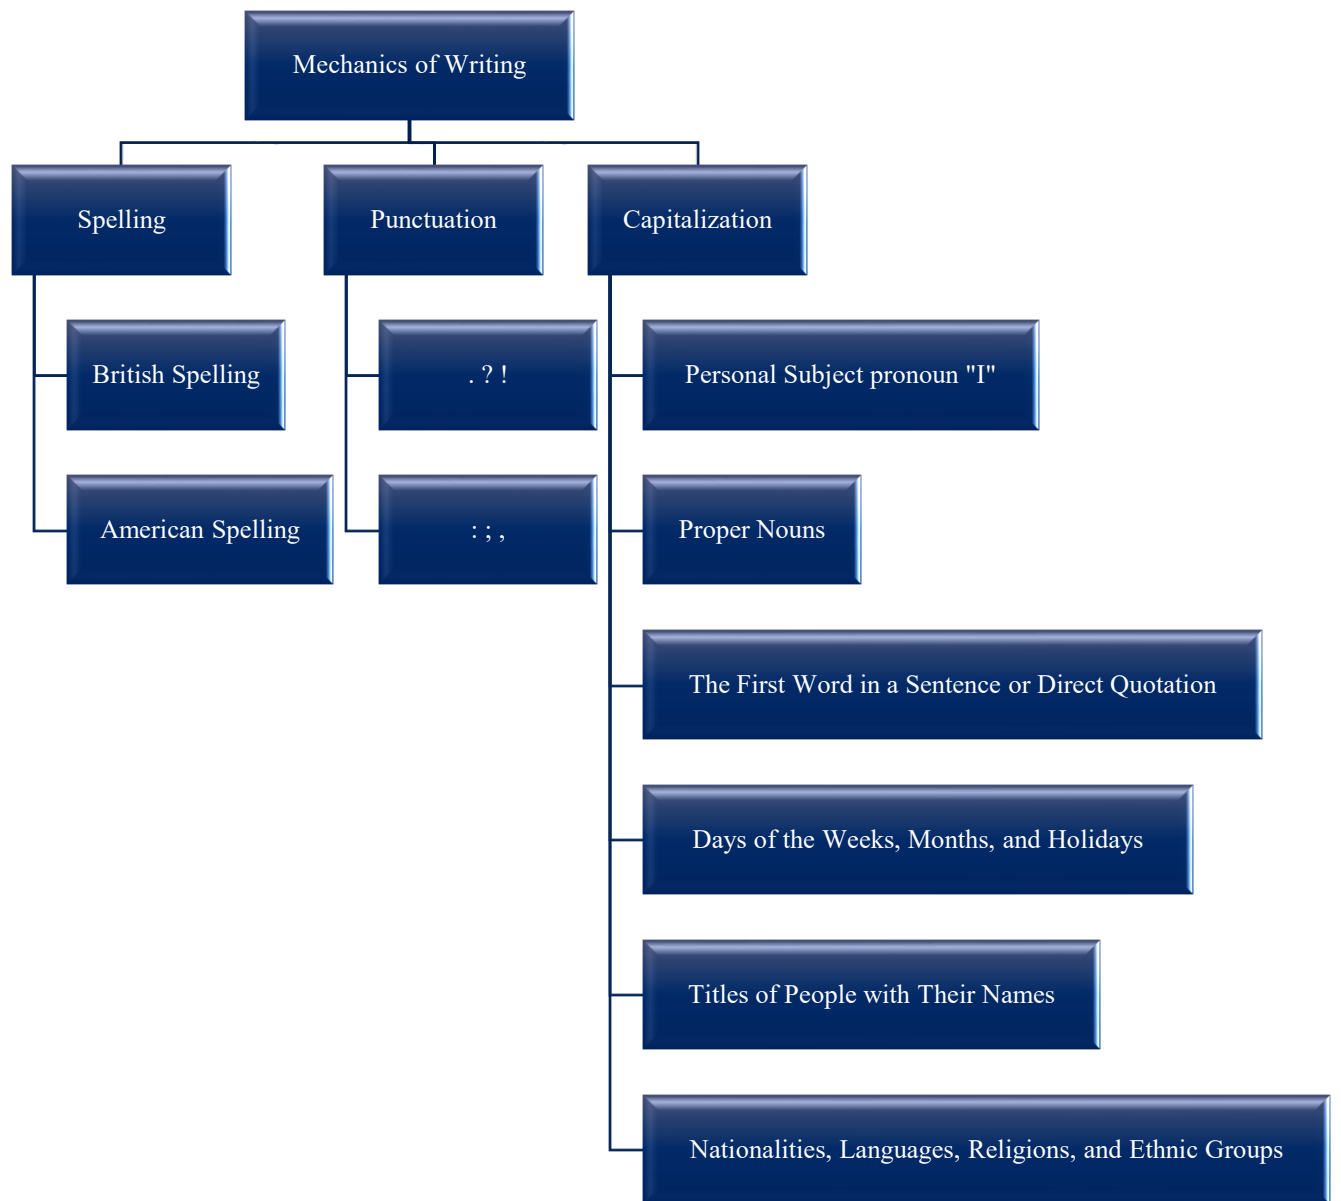 Mechanics of Writing
Spelling
British Spelling
American Spelling
Punctuation
. ? !
: ; ,
Capitalization
Personal Subject pronoun "I"
Proper Nouns
The First Word in a Sentence or Direct Quotation
Days of the Weeks, Months, and Holidays
Titles of People with Their Names
Nationalities, Languages, Religions, and Ethnic Groups